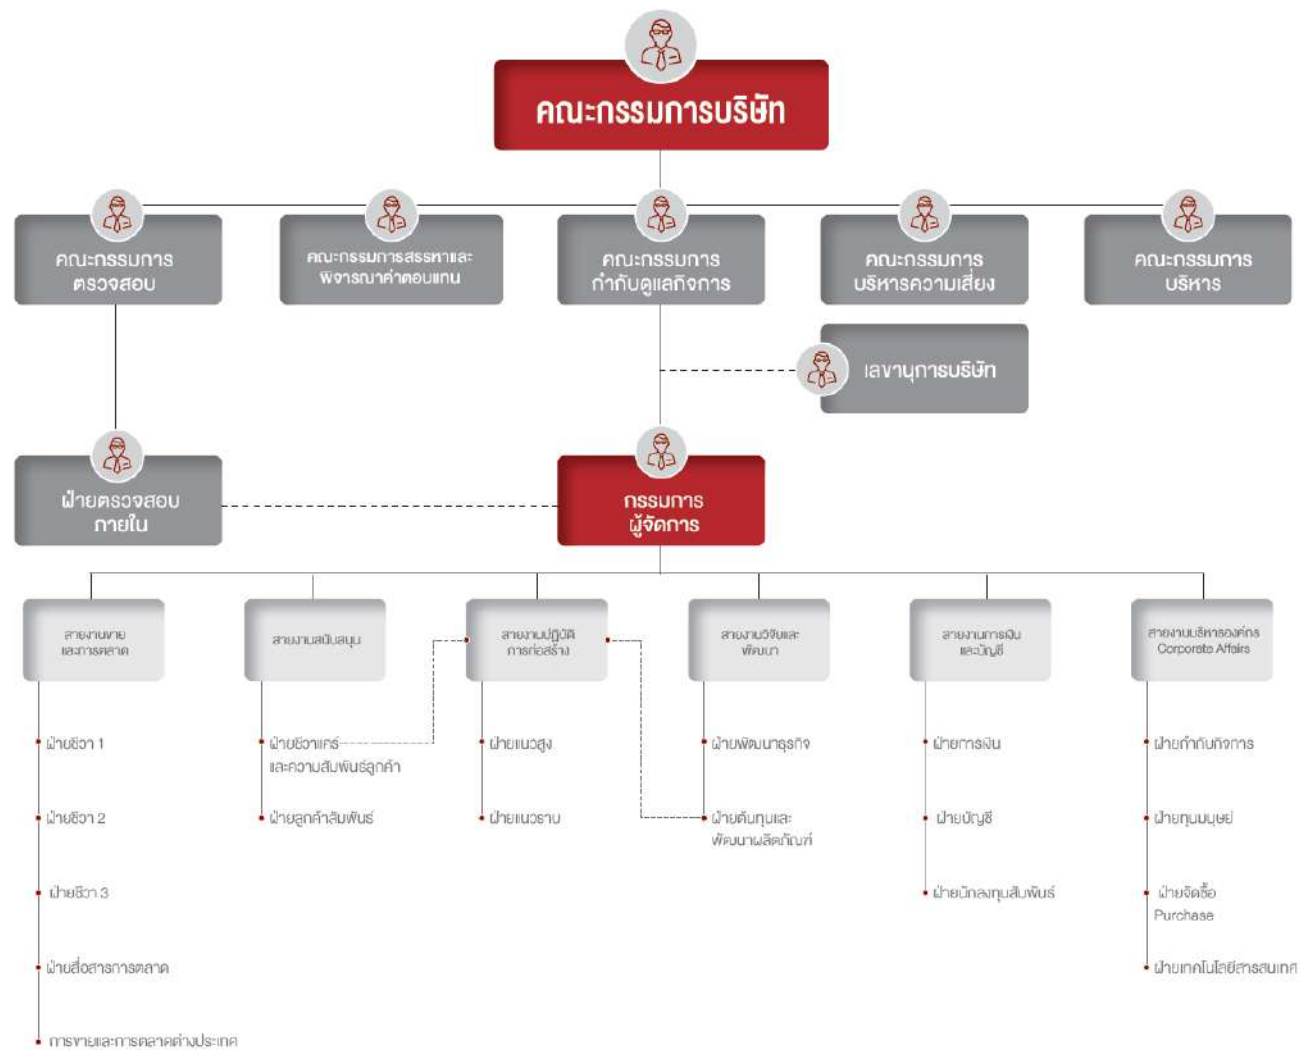 คณะกรรมการบริษัท
คณะกรรมการ
ตรวจสอบ
คณะกรรมการสรรหาและ
พิจารณาค่าตอบแทน
คณะกรรมการ
กำกับดูแลกิจการ
คณะกรรมการ
บริหารความเสี่ยง
คณะกรรมการ
บริหาร
เลขานุการบริษัท
ฝ่ายตรวจสอบ
ภายใน
กรรมการ
ผู้จัดการ
สายงานขาย
และการตลาด
สายงานสนับสนุน
สายงานปฏิบัติ
การก่อสร้าง
สายงานวิจัยและ
พัฒนา
สายงานการเงิน
และบัญชี
สายงานบริหารองค์กร
Corporate Affairs
ฝ่ายชีวา 1
ฝ่ายชีวา 2
ฝ่ายชีวา 3
ฝ่ายสื่อสารการตลาด
การขายและการตลาดต่างประเทศ
ฝ่ายชีวาแคร์
และความสัมพันธ์ลูกค้า
ฝ่ายลูกค้าสัมพันธ์
ฝ่ายแนวสูง
ฝ่ายแนวราบ
ฝ่ายพัฒนาธุรกิจ
ฝ่ายต้นทุนและ
พัฒนาผลิตภัณฑ์
ฝ่ายการเงิน
ฝ่ายบัญชี
ฝ่ายนักลงทุนสัมพันธ์
ฝ่ายกำกับกิจการ
ฝ่ายทุนมนุษย์
ฝ่ายจัดซื้อ
Purchase
ฝ่ายเทคโนโลยีสารสนเทศ